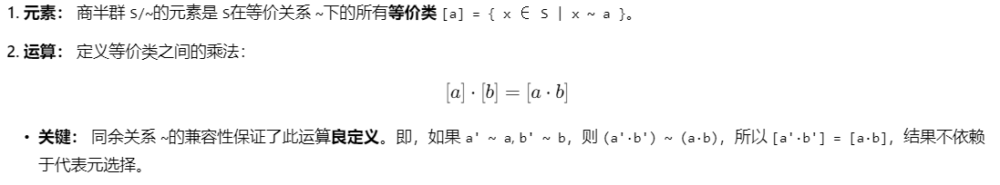 1. 元素： 商半群 S/~的元素是 S在等价关系 ~下的所有等价类 [a] = { x ∈ S | x ~ a }。
2. 运算： 定义等价类之间的乘法：
[a] · [b] = [a · b]
• 关键： 同余关系 ~的兼容性保证了此运算良定义。即，如果 a' ~ a, b' ~ b，则 (a'·b') ~ (a·b)，所以 [a'·b'] = [a·b]，结果不依赖
于代表元选择。